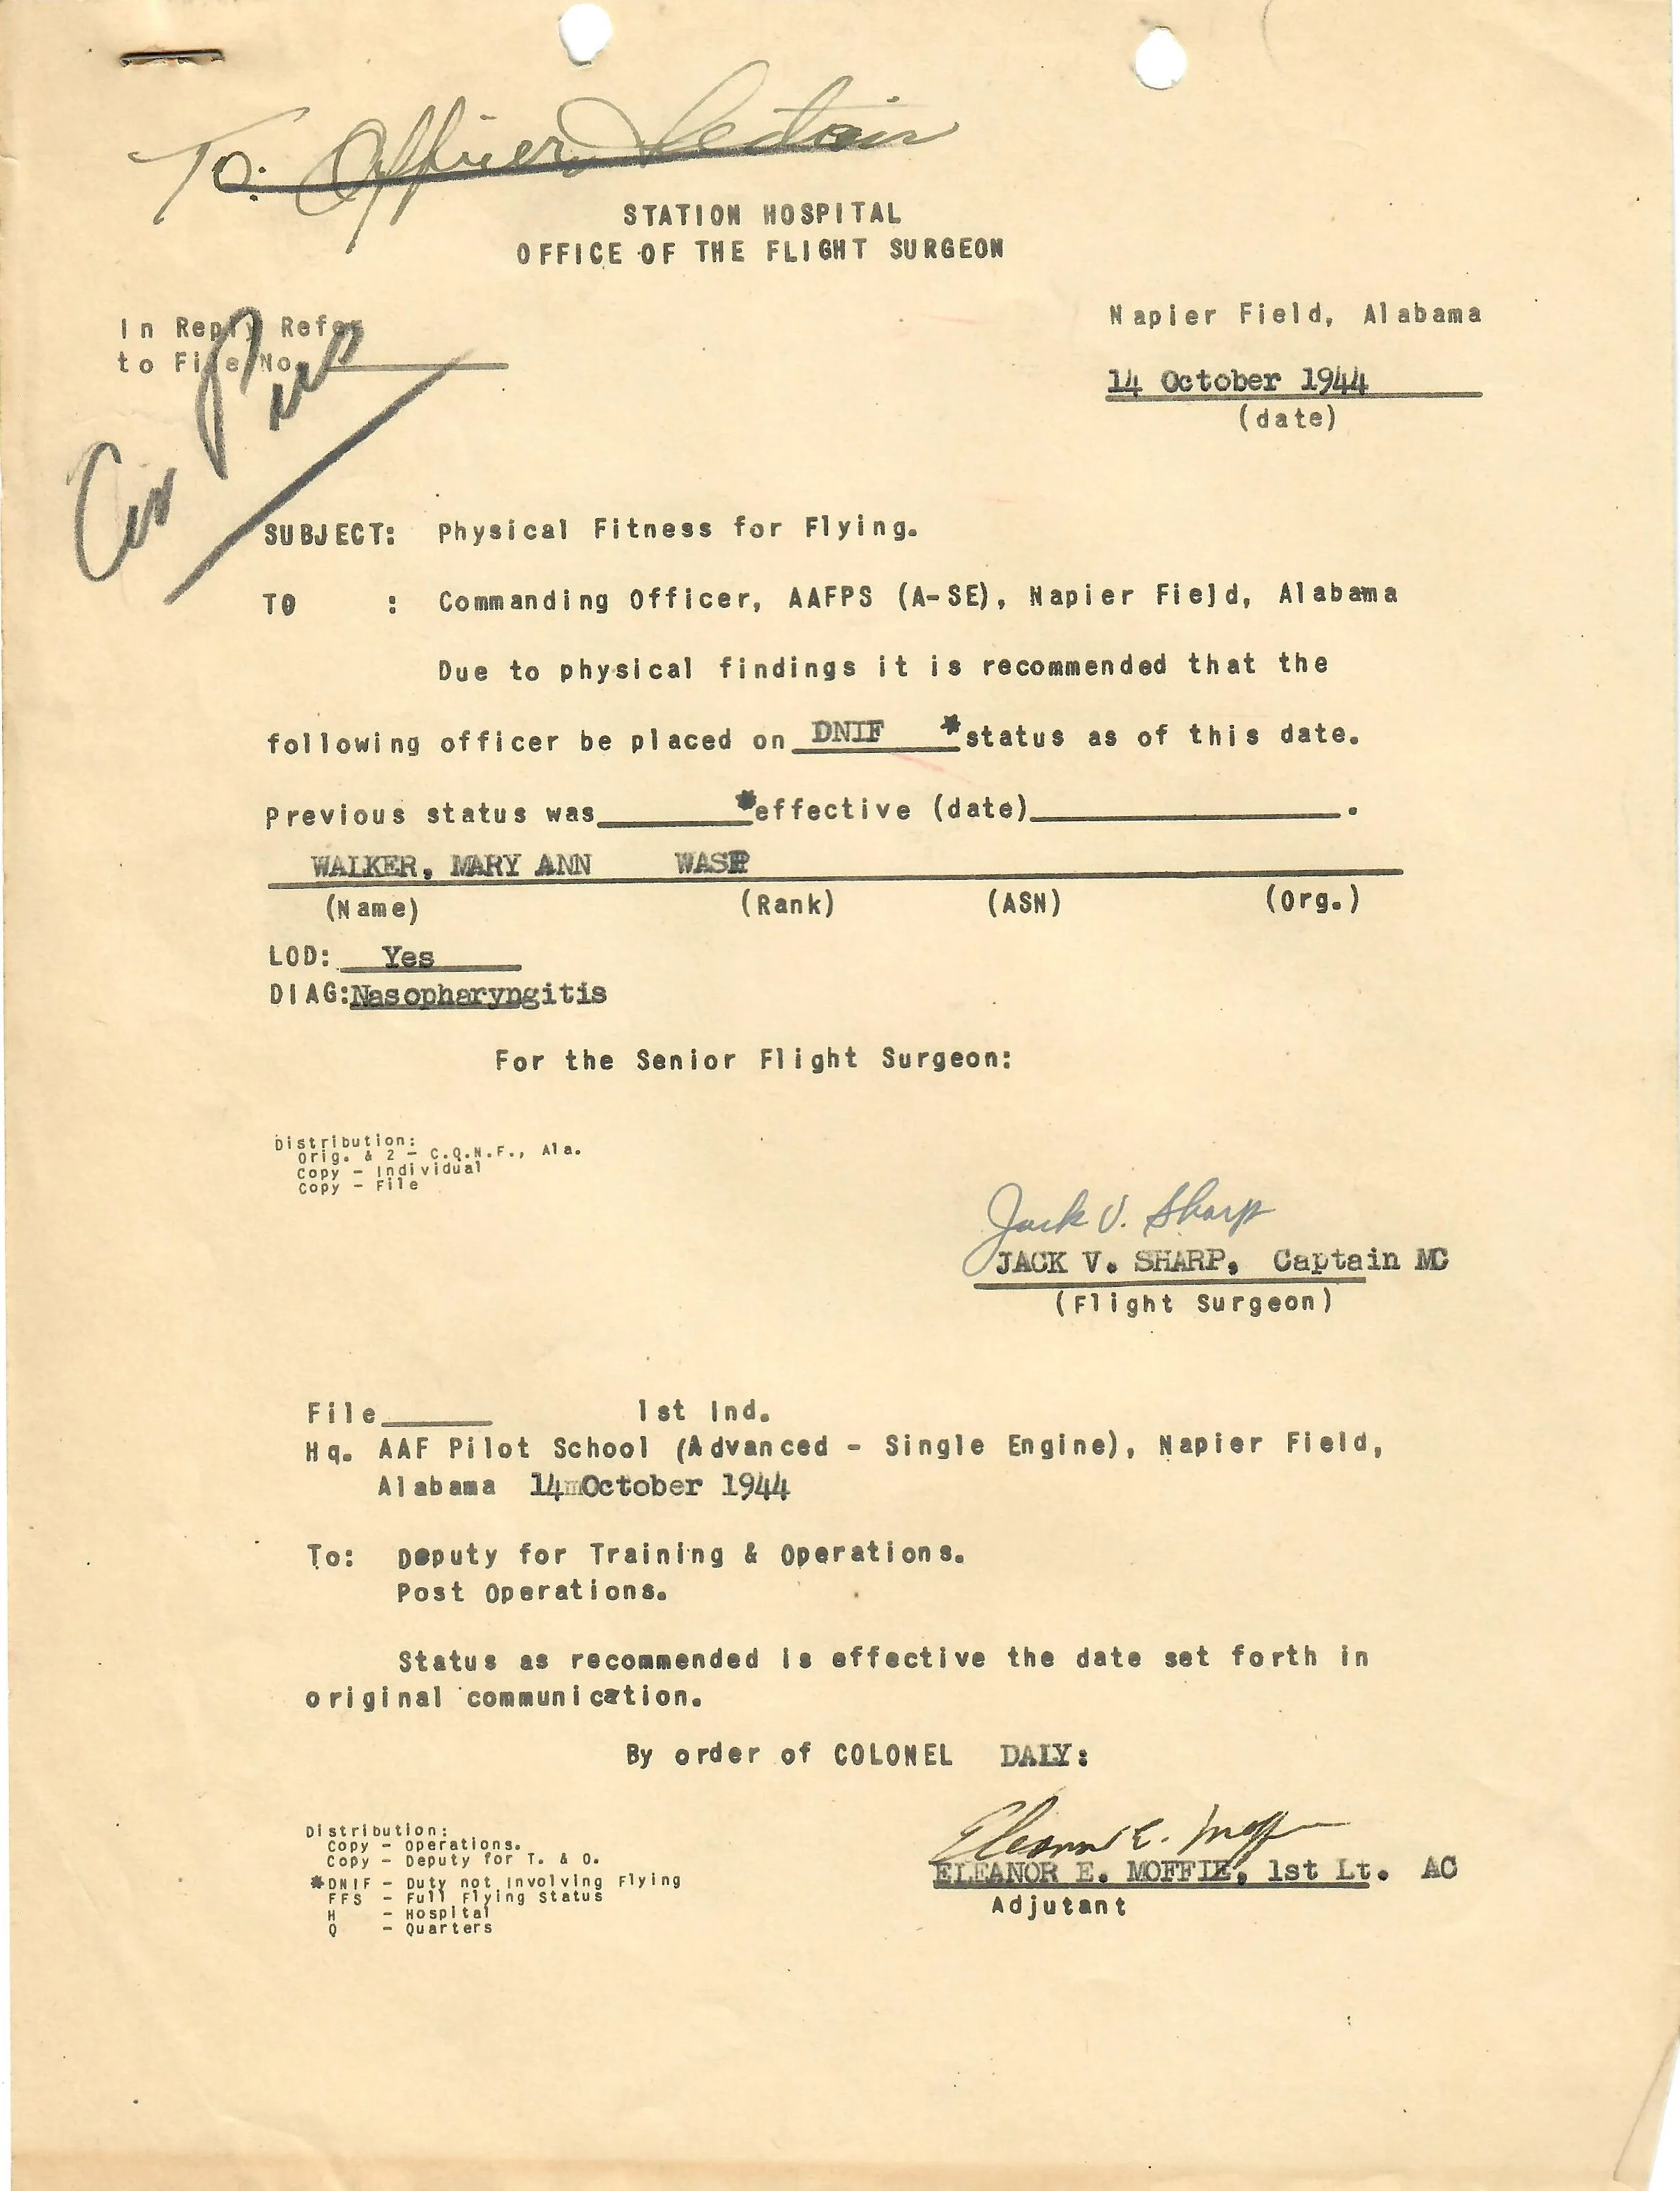 To: Officers Section
STATION HOSPITAL
OFFICE OF THE FLIGHT SURGEON
In Reply Refer
to File No.
Napier Field, Alabama
14 October 1944
(date)
Civ Pers
SUBJECT: Physical Fitness for Flying.
TO : Commanding Officer, AAFPS (A-SE), Napier Field, Alabama
Due to physical findings it is recommended that the
following officer be placed on DNIF *status as of this date.
Previous status was *effective (date) .
WALKER, MARY ANN WASP
(Name) (Rank) (ASN) (Org.)
LOD: Yes
DIAG: Nasopharyngitis
For the Senior Flight Surgeon:
Distribution:
Orig. & 2 - C.Q.N.F., Ala.
Copy - Individual
Copy - File
Jack V. Sharp
JACK V. SHARP, Captain MC
(Flight Surgeon)
File 1st Ind.
Hq. AAF Pilot School (Advanced - Single Engine), Napier Field,
Alabama 14 October 1944
To: Deputy for Training & Operations.
Post Operations.
Status as recommended is effective the date set forth in
original communication.
By order of COLONEL DALY:
Distribution:
Copy - Operations.
Copy - Deputy for T. & O.
*DNIF - Duty not Involving Flying
FFS - Full Flying Status
H - Hospital
Q - Quarters
Eleanor E. Moffie
ELEANOR E. MOFFIE, 1st Lt. AC
Adjutant